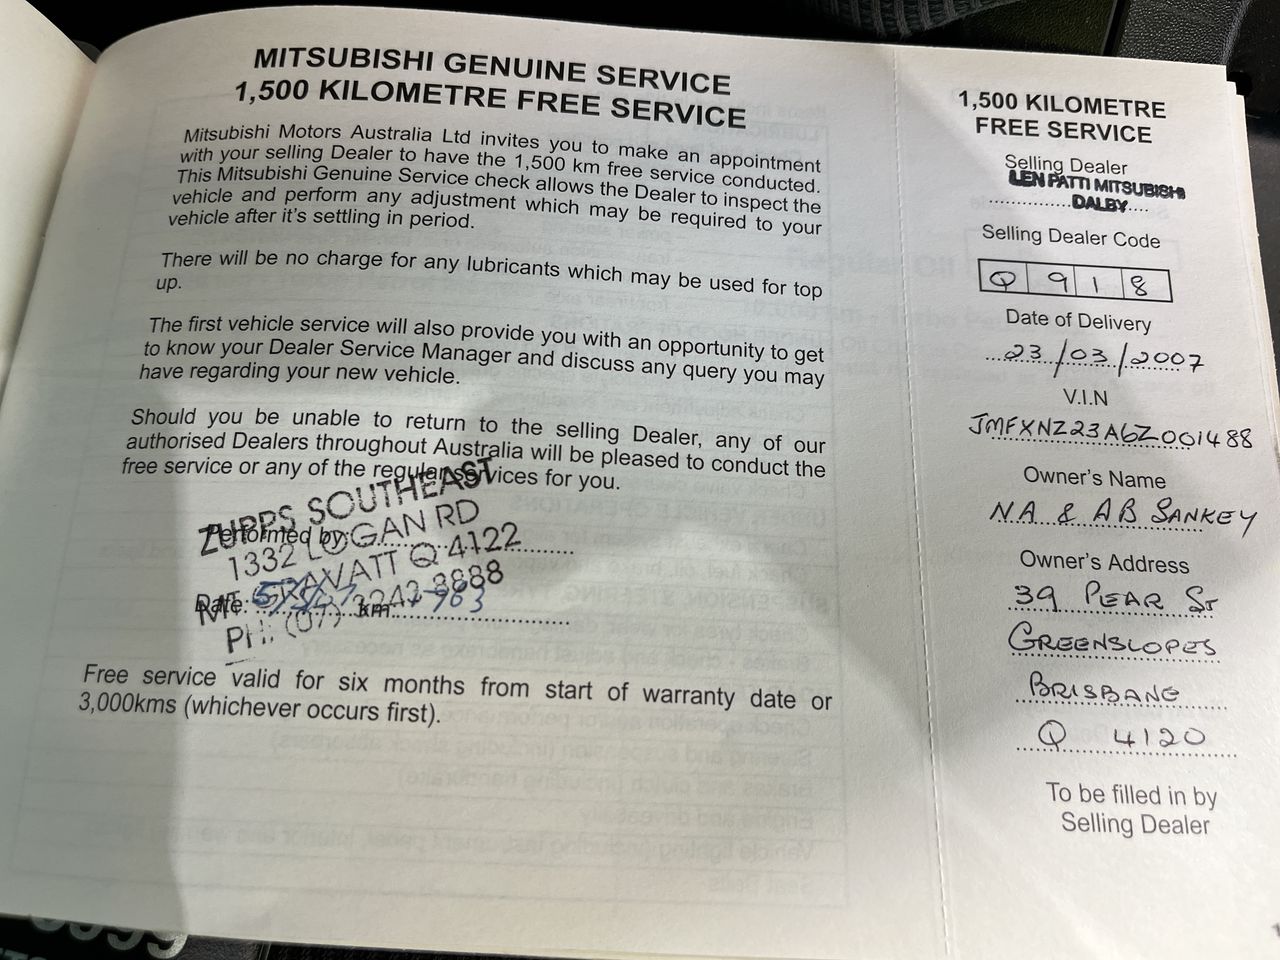 MITSUBISHI GENUINE SERVICE
1,500 KILOMETRE FREE SERVICE
Mitsubishi Motors Australia Ltd invites you to make an appointment
with your selling Dealer to have the 1,500 km free service conducted.
This Mitsubishi Genuine Service check allows the Dealer to inspect the
vehicle and perform any adjustment which may be required to your
vehicle after it's settling in period.
There will be no charge for any lubricants which may be used for top
up.
The first vehicle service will also provide you with an opportunity to get
to know your Dealer Service Manager and discuss any query you may
have regarding your new vehicle.
Should you be unable to return to the selling Dealer, any of our
authorised Dealers throughout Australia will be pleased to conduct the
free service or any of the regular services for you.
ZUPPS SOUTHEAST
Performed by:
1332 LOGAN RD
MT GRAVATT Q 4122
Date: km:
PH: (07) 3243 8888
Free service valid for six months from start of warranty date or
3,000kms (whichever occurs first).
1,500 KILOMETRE
FREE SERVICE
Selling Dealer
LEN PATTI MITSUBISHI
DALBY
Selling Dealer Code
Q 9 1 8
Date of Delivery
23/03/2007
V.I.N
JMFXNZ23A6Z001488
Owner's Name
NA & AB SANKEY
Owner's Address
39 PEAR ST
GREENSLOPES
BRISBANE
Q 4120
To be filled in by
Selling Dealer